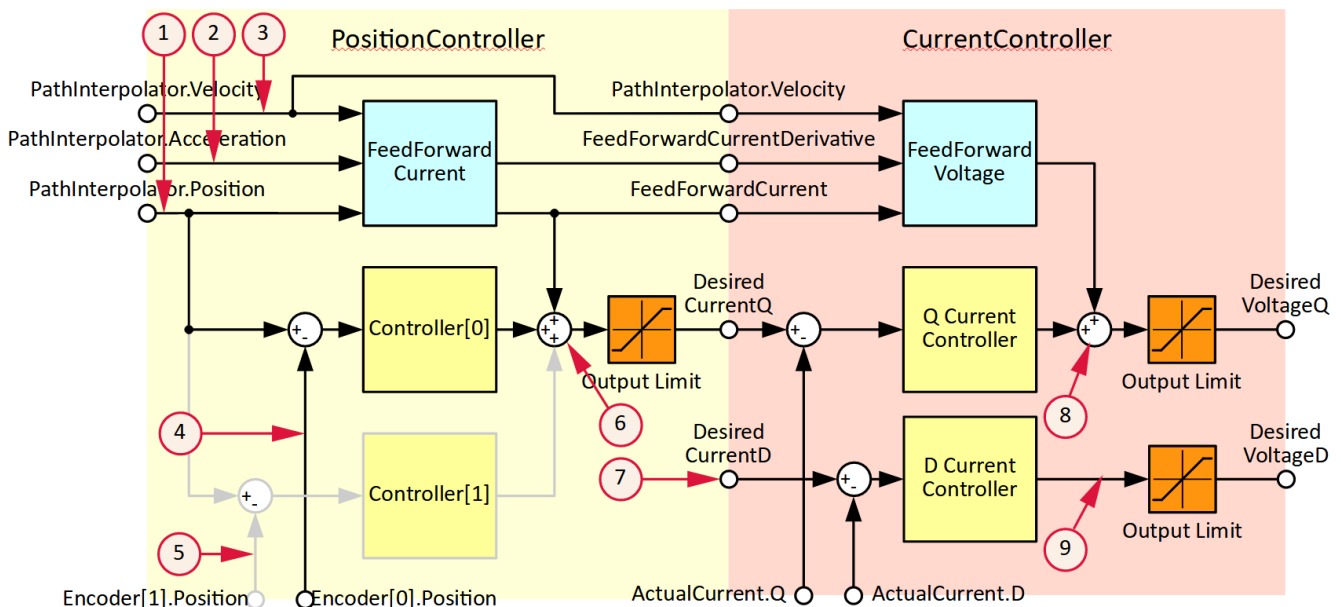 1
2
3
PositionController
CurrentController
PathInterpolator.Velocity
PathInterpolator.Velocity
PathInterpolator.Acceleration
FeedForwardCurrentDerivative
FeedForward
Current
FeedForward
Voltage
PathInterpolator.Position
FeedForwardCurrent
Desired
CurrentQ
Desired
VoltageQ
+
-
Controller[0]
+
+
+
Output Limit
+
-
Q Current
Controller
+
+
Output Limit
4
6
8
Desired
CurrentD
Desired
VoltageD
7
+
-
Controller[1]
+
-
D Current
Controller
Output Limit
5
9
Encoder[1].Position
Encoder[0].Position
ActualCurrent.Q
ActualCurrent.D